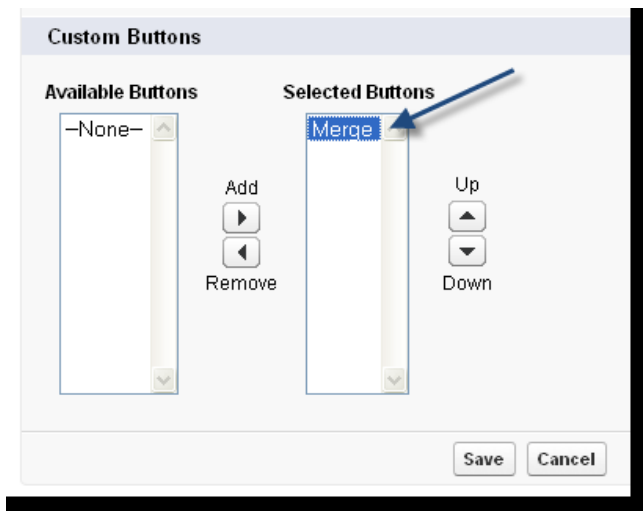 Custom Buttons
Available Buttons
Selected Buttons
–None–
Merge
Add
Remove
Up
Down
Save
Cancel